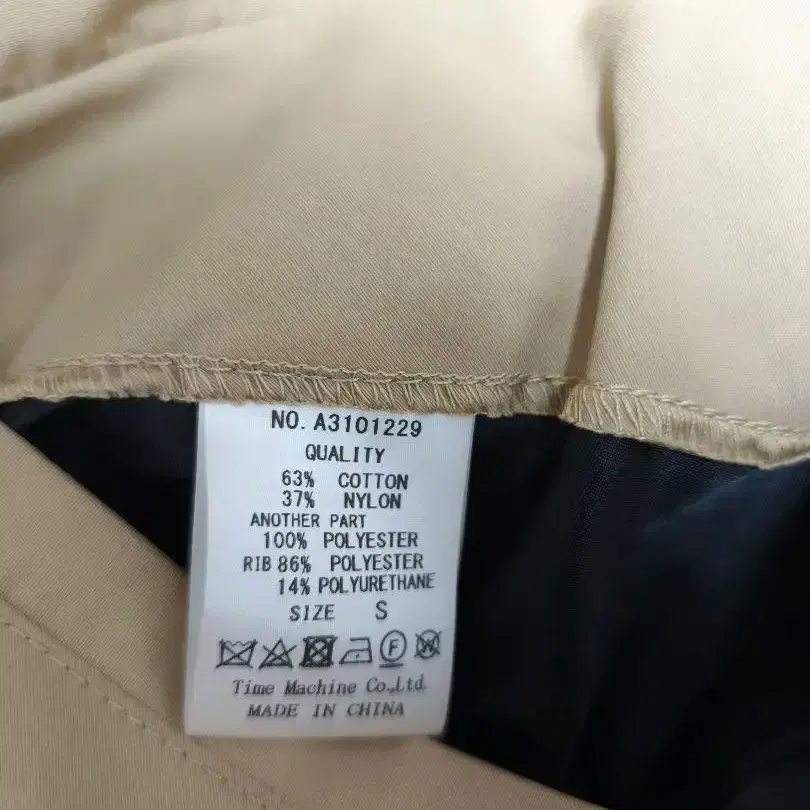 NO. A3101229
QUALITY
63% COTTON
37% NYLON
ANOTHER PART
100% POLYESTER
RIB 86% POLYESTER
14% POLYURETHANE
SIZE S
F W
Time Machine Co.,Ltd.
MADE IN CHINA